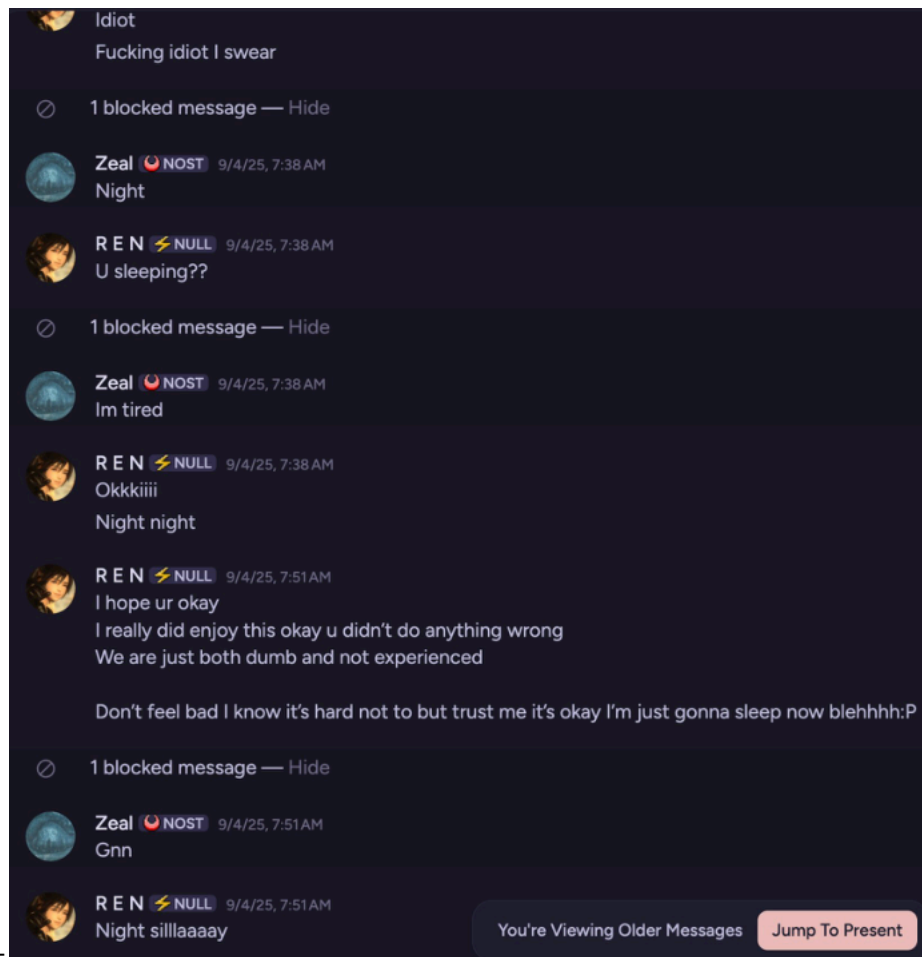 Idiot
Fucking idiot I swear
1 blocked message — Hide
Zeal NOST 9/4/25, 7:38 AM
Night
R E N ⚡NULL 9/4/25, 7:38 AM
U sleeping??
1 blocked message — Hide
Zeal NOST 9/4/25, 7:38 AM
Im tired
R E N ⚡NULL 9/4/25, 7:38 AM
Okkkiiii
Night night
R E N ⚡NULL 9/4/25, 7:51 AM
I hope ur okay
I really did enjoy this okay u didn’t do anything wrong
We are just both dumb and not experienced
Don’t feel bad I know it’s hard not to but trust me it’s okay I’m just gonna sleep now blehhhh:P
1 blocked message — Hide
Zeal NOST 9/4/25, 7:51 AM
Gnn
R E N ⚡NULL 9/4/25, 7:51 AM
Night silllaaaay
You're Viewing Older Messages
Jump To Present